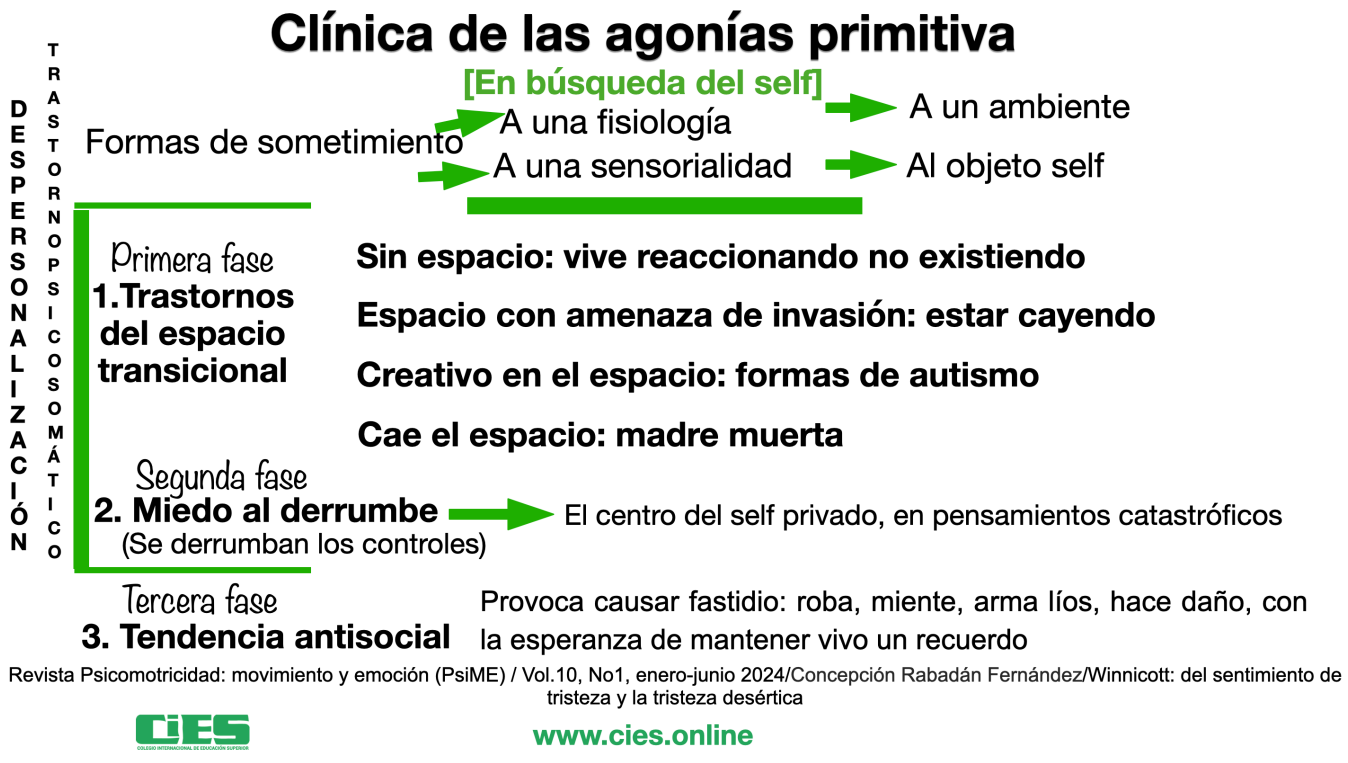 Clínica de las agonías primitiva
[En búsqueda del self]
DESPERSONALIZACIÓN
TRASTORNOPSICOSOMÁTICO
Formas de sometimiento
A una fisiología
A un ambiente
A una sensorialidad
Al objeto self
Primera fase
1.Trastornos
del espacio
transicional
Sin espacio: vive reaccionando no existiendo
Espacio con amenaza de invasión: estar cayendo
Creativo en el espacio: formas de autismo
Cae el espacio: madre muerta
Segunda fase
2. Miedo al derrumbe
(Se derrumban los controles)
El centro del self privado, en pensamientos catastróficos
Tercera fase
3. Tendencia antisocial
Provoca causar fastidio: roba, miente, arma líos, hace daño, con
la esperanza de mantener vivo un recuerdo
Revista Psicomotricidad: movimiento y emoción (PsiME) / Vol.10, No1, enero-junio 2024/Concepción Rabadán Fernández/Winnicott: del sentimiento de
tristeza y la tristeza desértica
CiES
COLEGIO INTERNACIONAL DE EDUCACIÓN SUPERIOR
www.cies.online